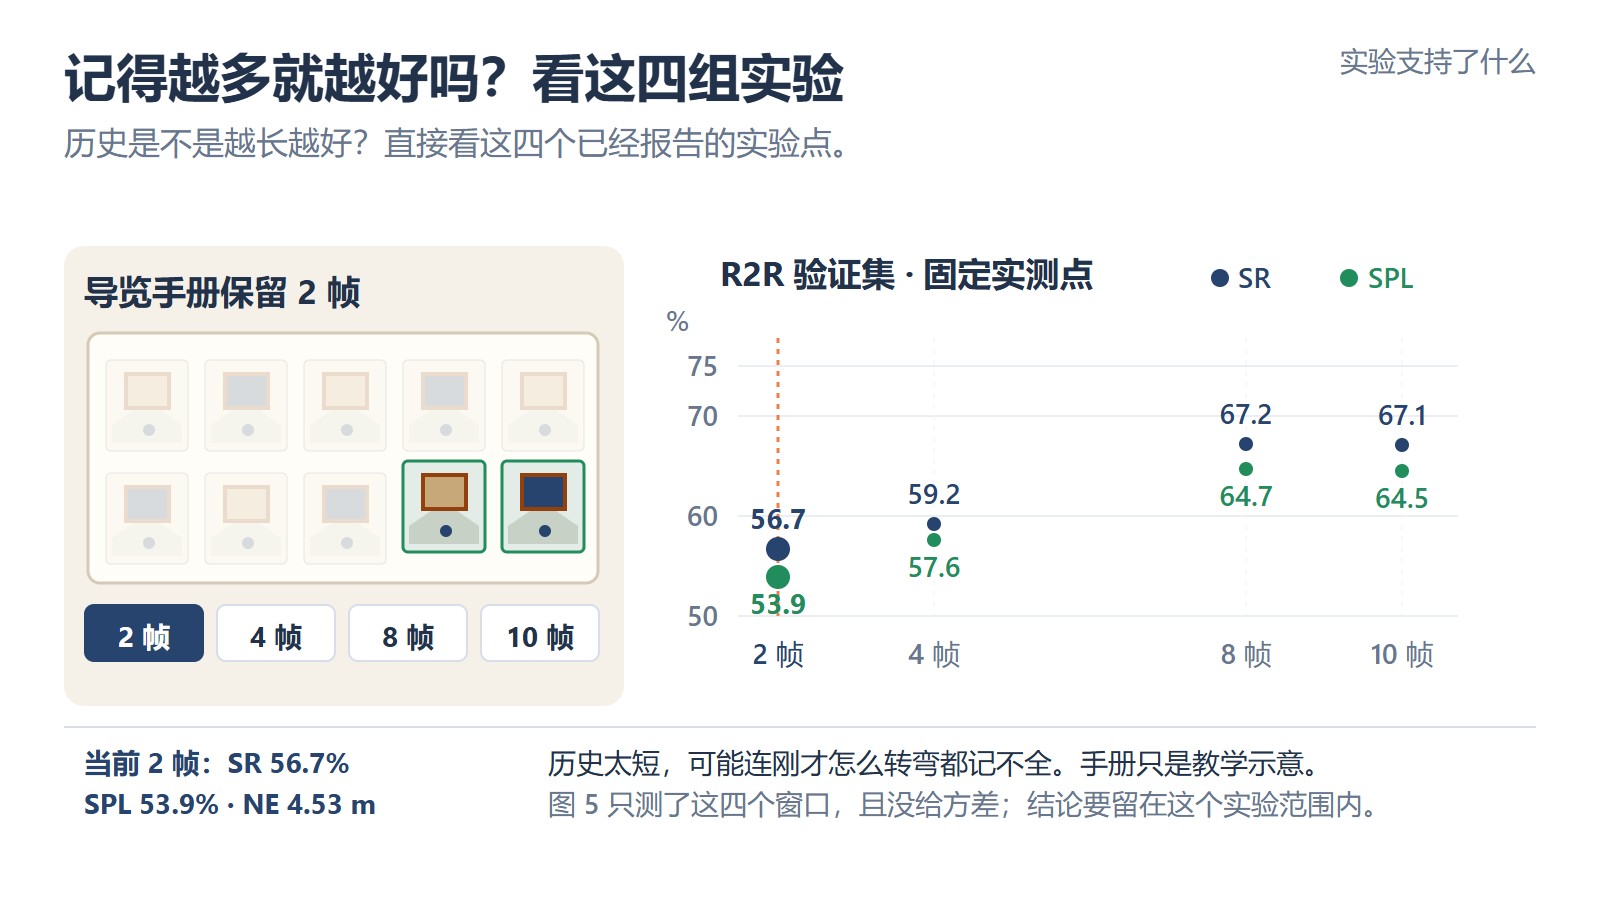 记得越多就越好吗？看这四组实验
实验支持了什么
历史是不是越长越好？直接看这四个已经报告的实验点。
导览手册保留 2 帧
2 帧
4 帧
8 帧
10 帧
R2R 验证集 · 固定实测点
SR
SPL
%
75
70
60
50
56.7
53.9
59.2
57.6
67.2
64.7
67.1
64.5
2 帧
4 帧
8 帧
10 帧
当前 2 帧：SR 56.7%
SPL 53.9% · NE 4.53 m
历史太短，可能连刚才怎么转弯都记不全。手册只是教学示意。
图 5 只测了这四个窗口，且没给方差；结论要留在这个实验范围内。